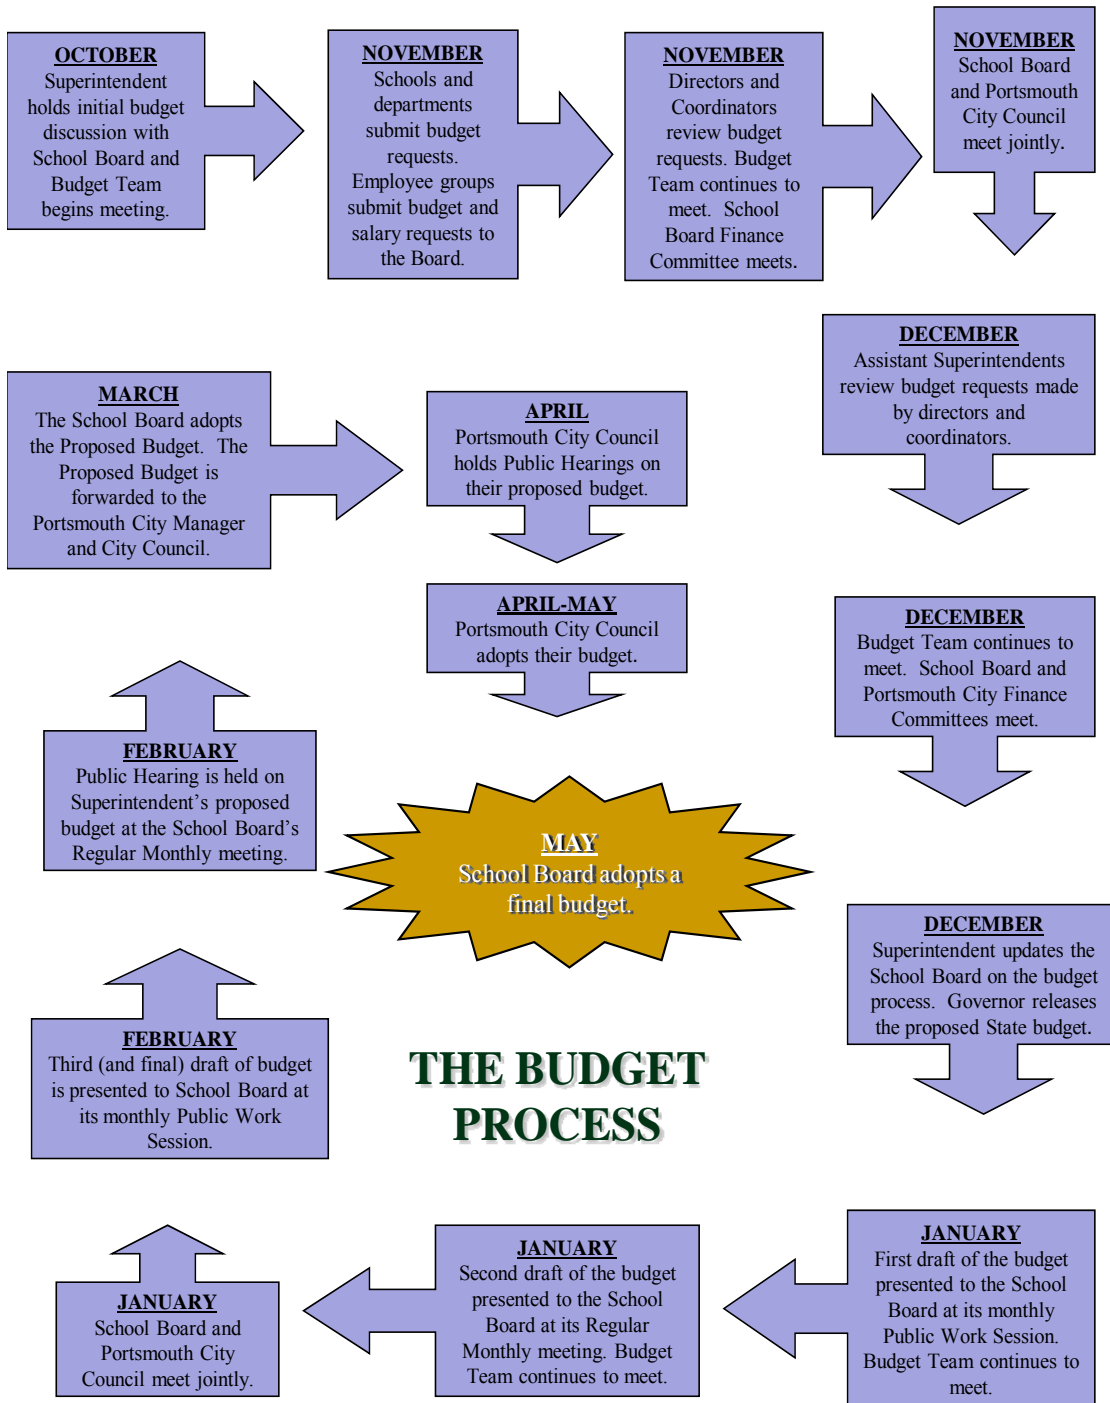 OCTOBER
Superintendent
holds initial budget
discussion with
School Board and
Budget Team
begins meeting.
NOVEMBER
Schools and
departments
submit budget
requests.
Employee groups
submit budget and
salary requests to
the Board.
NOVEMBER
Directors and
Coordinators
review budget
requests. Budget
Team continues to
meet. School
Board Finance
Committee meets.
NOVEMBER
School Board
and Portsmouth
City Council
meet jointly.
DECEMBER
Assistant Superintendents
review budget requests made
by directors and
coordinators.
DECEMBER
Budget Team continues to
meet. School Board and
Portsmouth City Finance
Committees meet.
DECEMBER
Superintendent updates the
School Board on the budget
process. Governor releases
the proposed State budget.
JANUARY
First draft of the budget
presented to the School
Board at its monthly
Public Work Session.
Budget Team continues to
meet.
JANUARY
Second draft of the budget
presented to the School
Board at its Regular
Monthly meeting. Budget
Team continues to meet.
JANUARY
School Board and
Portsmouth City
Council meet jointly.
FEBRUARY
Third (and final) draft of budget
is presented to School Board at
its monthly Public Work
Session.
FEBRUARY
Public Hearing is held on
Superintendent's proposed
budget at the School Board's
Regular Monthly meeting.
MARCH
The School Board adopts
the Proposed Budget. The
Proposed Budget is
forwarded to the
Portsmouth City Manager
and City Council.
APRIL
Portsmouth City Council
holds Public Hearings on
their proposed budget.
APRIL-MAY
Portsmouth City Council
adopts their budget.
MAY
School Board adopts a
final budget.
THE BUDGET
PROCESS